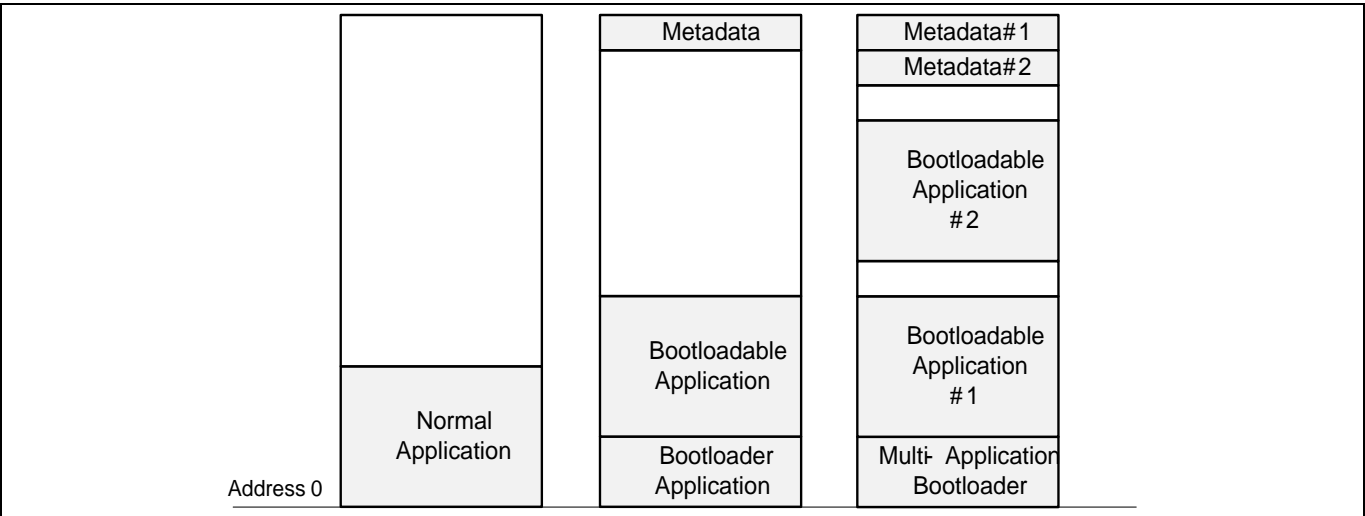 Metadata
Metadata#1
Metadata#2
Bootloadable
Application
#2
Bootloadable
Application
#1
Bootloadable
Application
Normal
Application
Bootloader
Application
Multi- Application
Bootloader
Address 0